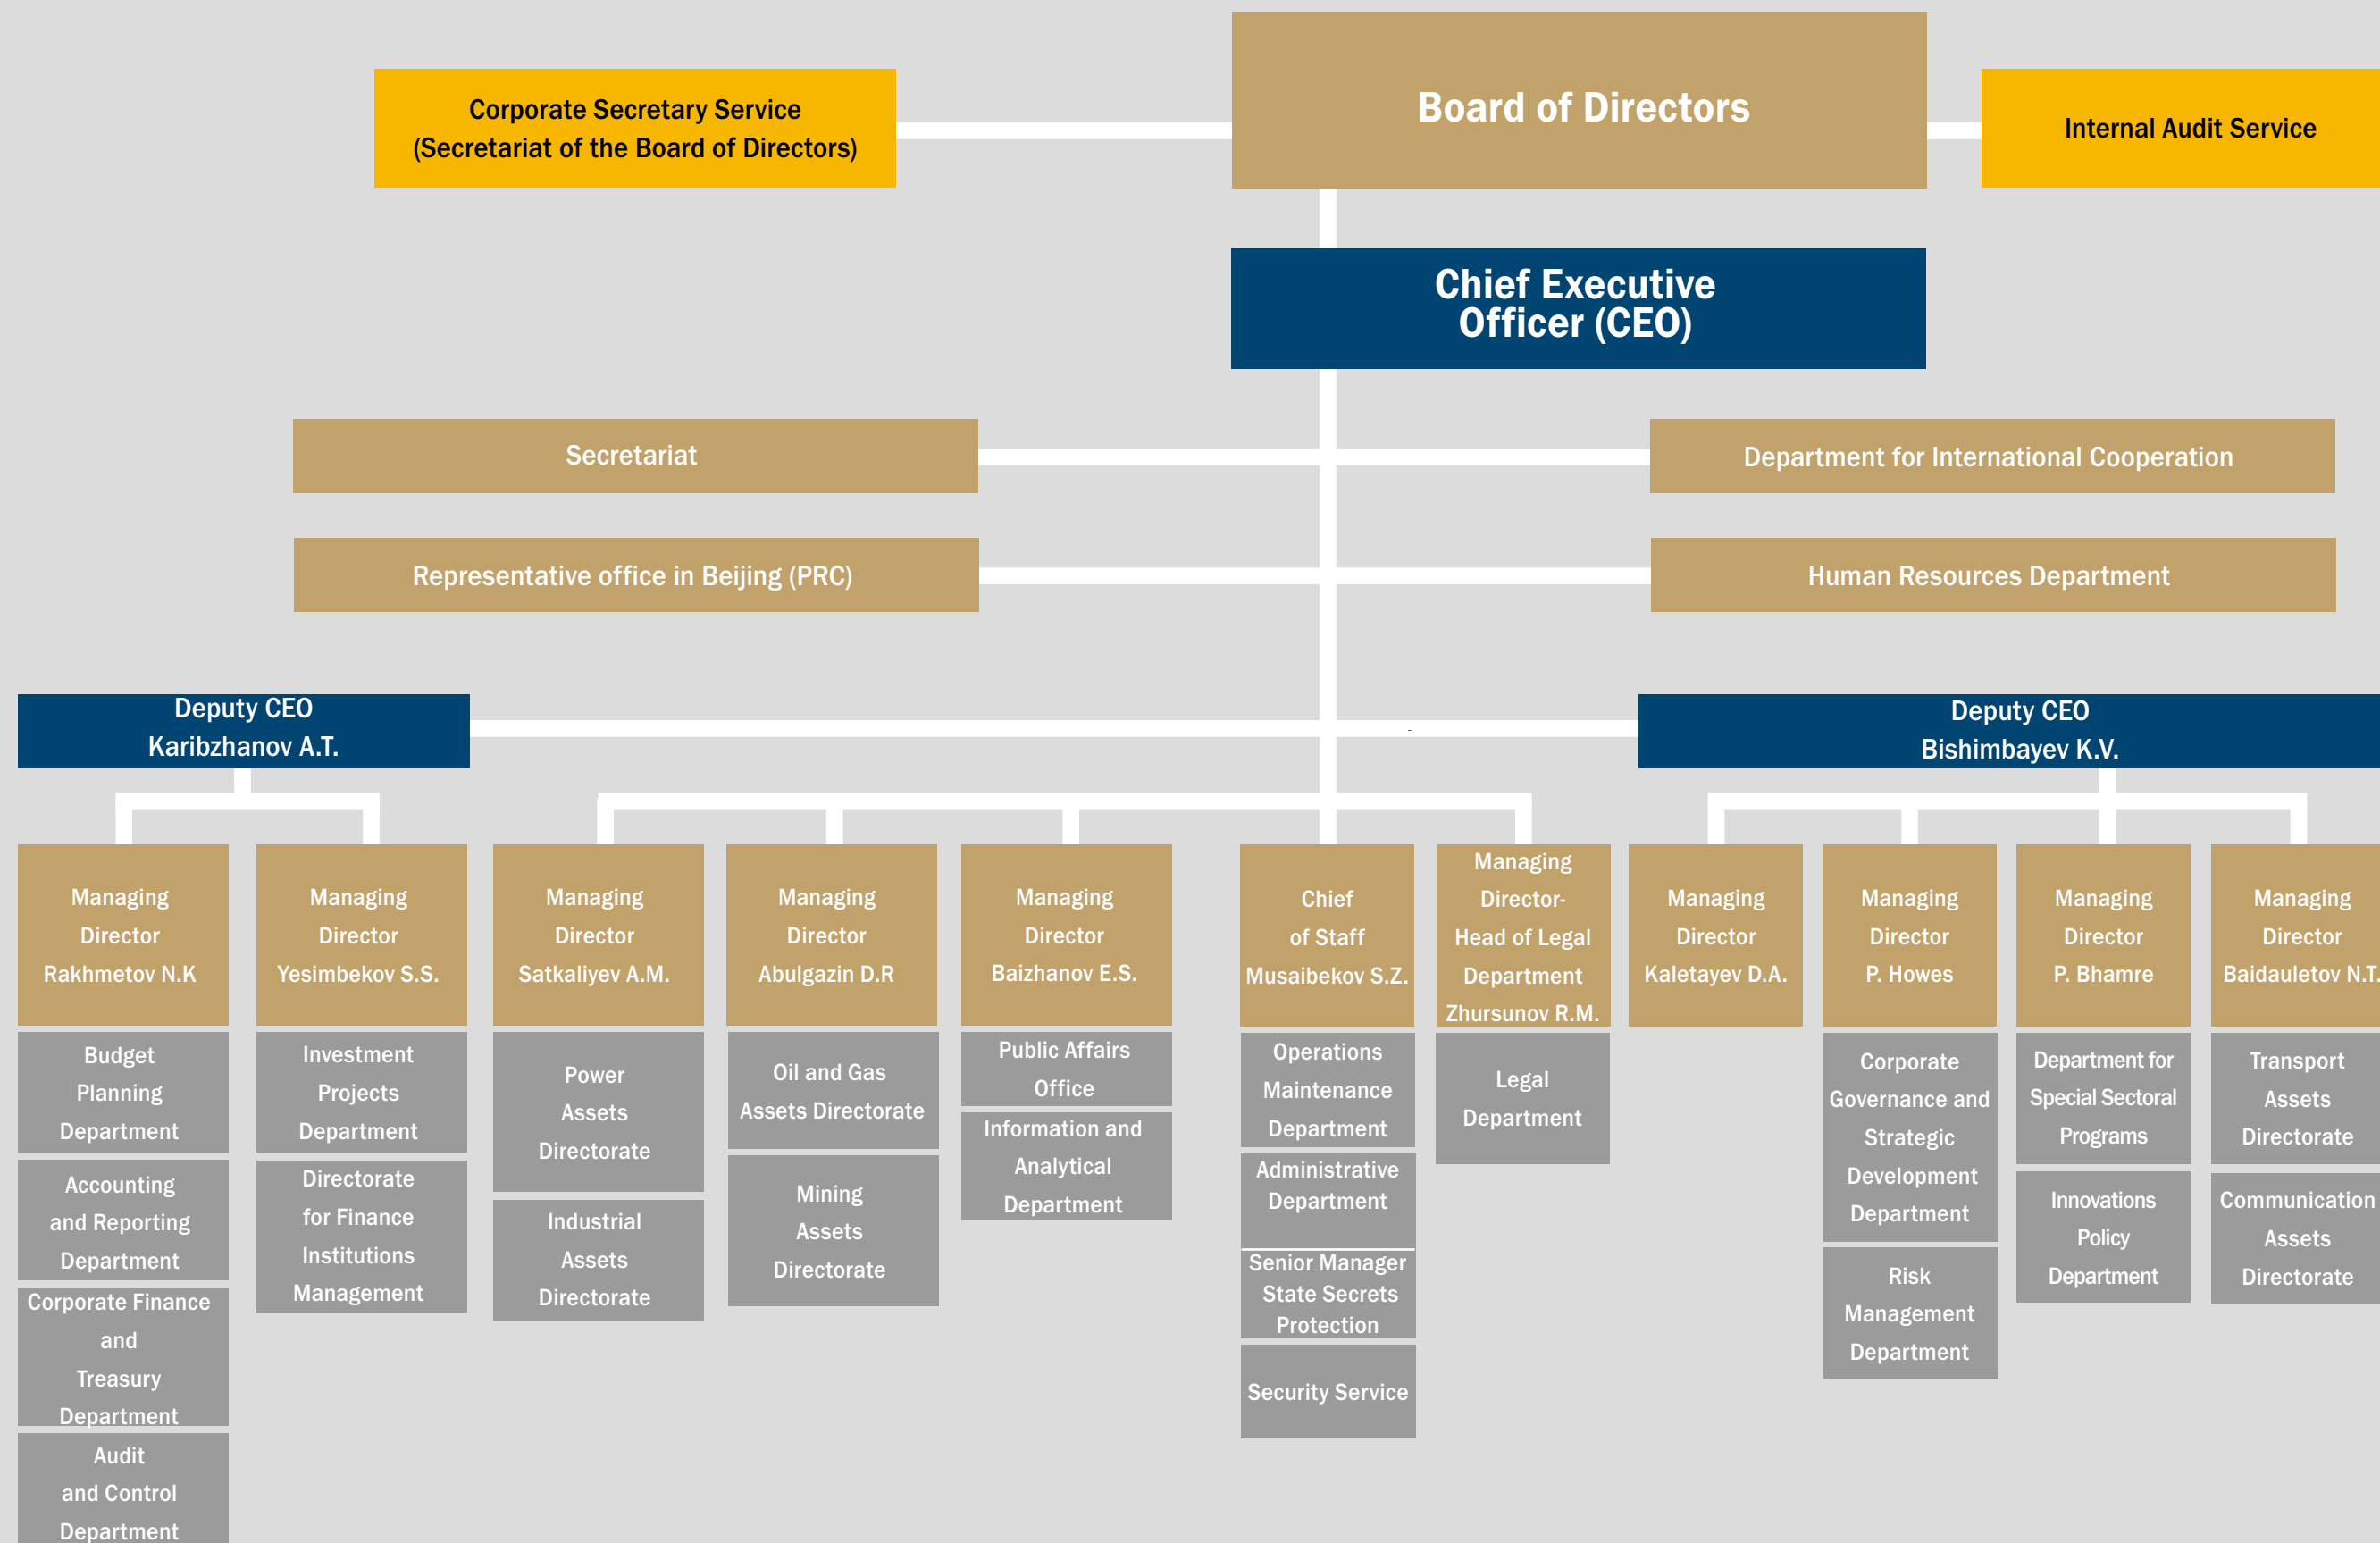 Corporate Secretary Service
(Secretariat of the Board of Directors)
Board of Directors
Internal Audit Service
Chief Executive
Officer (CEO)
Secretariat
Department for International Cooperation
Representative office in Beijing (PRC)
Human Resources Department
Deputy CEO
Karibzhanov A.T.
Deputy CEO
Bishimbayev K.V.
Managing
Director
Rakhmetov N.K
Managing
Director
Yesimbekov S.S.
Managing
Director
Satkaliyev A.M.
Managing
Director
Abulgazin D.R
Managing
Director
Baizhanov E.S.
Chief
of Staff
Musaibekov S.Z.
Managing
Director-
Head of Legal
Department
Zhursunov R.M.
Managing
Director
Kaletayev D.A.
Managing
Director
P. Howes
Managing
Director
P. Bhamre
Managing
Director
Baidauletov N.T.
Budget
Planning
Department
Accounting
and Reporting
Department
Corporate Finance
and
Treasury
Department
Audit
and Control
Department
Investment
Projects
Department
Directorate
for Finance
Institutions
Management
Power
Assets
Directorate
Industrial
Assets
Directorate
Oil and Gas
Assets Directorate
Mining
Assets
Directorate
Public Affairs
Office
Information and
Analytical
Department
Operations
Maintenance
Department
Administrative
Department
Senior Manager
State Secrets
Protection
Security Service
Legal
Department
Corporate
Governance and
Strategic
Development
Department
Risk
Management
Department
Department for
Special Sectoral
Programs
Innovations
Policy
Department
Transport
Assets
Directorate
Communication
Assets
Directorate